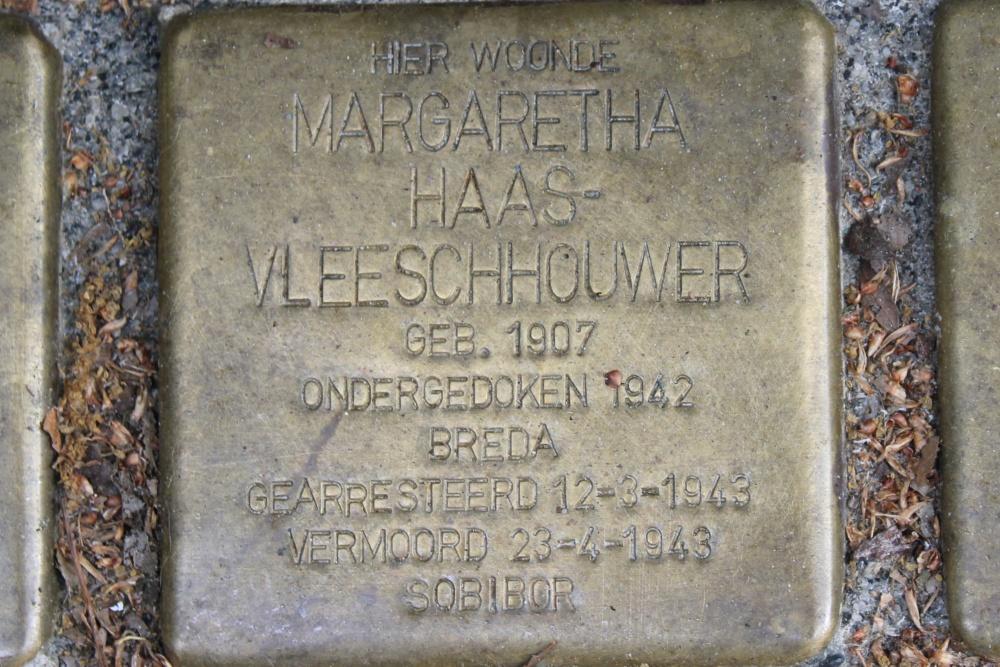 HIER WOONDE
MARGARETHA
HAAS-
VLEESCHHOUWER
GEB. 1907
ONDERGEDOKEN 1942
BREDA
GEARRESTEERD 12-3-1943
VERMOORD 23-4-1943
SOBIBOR